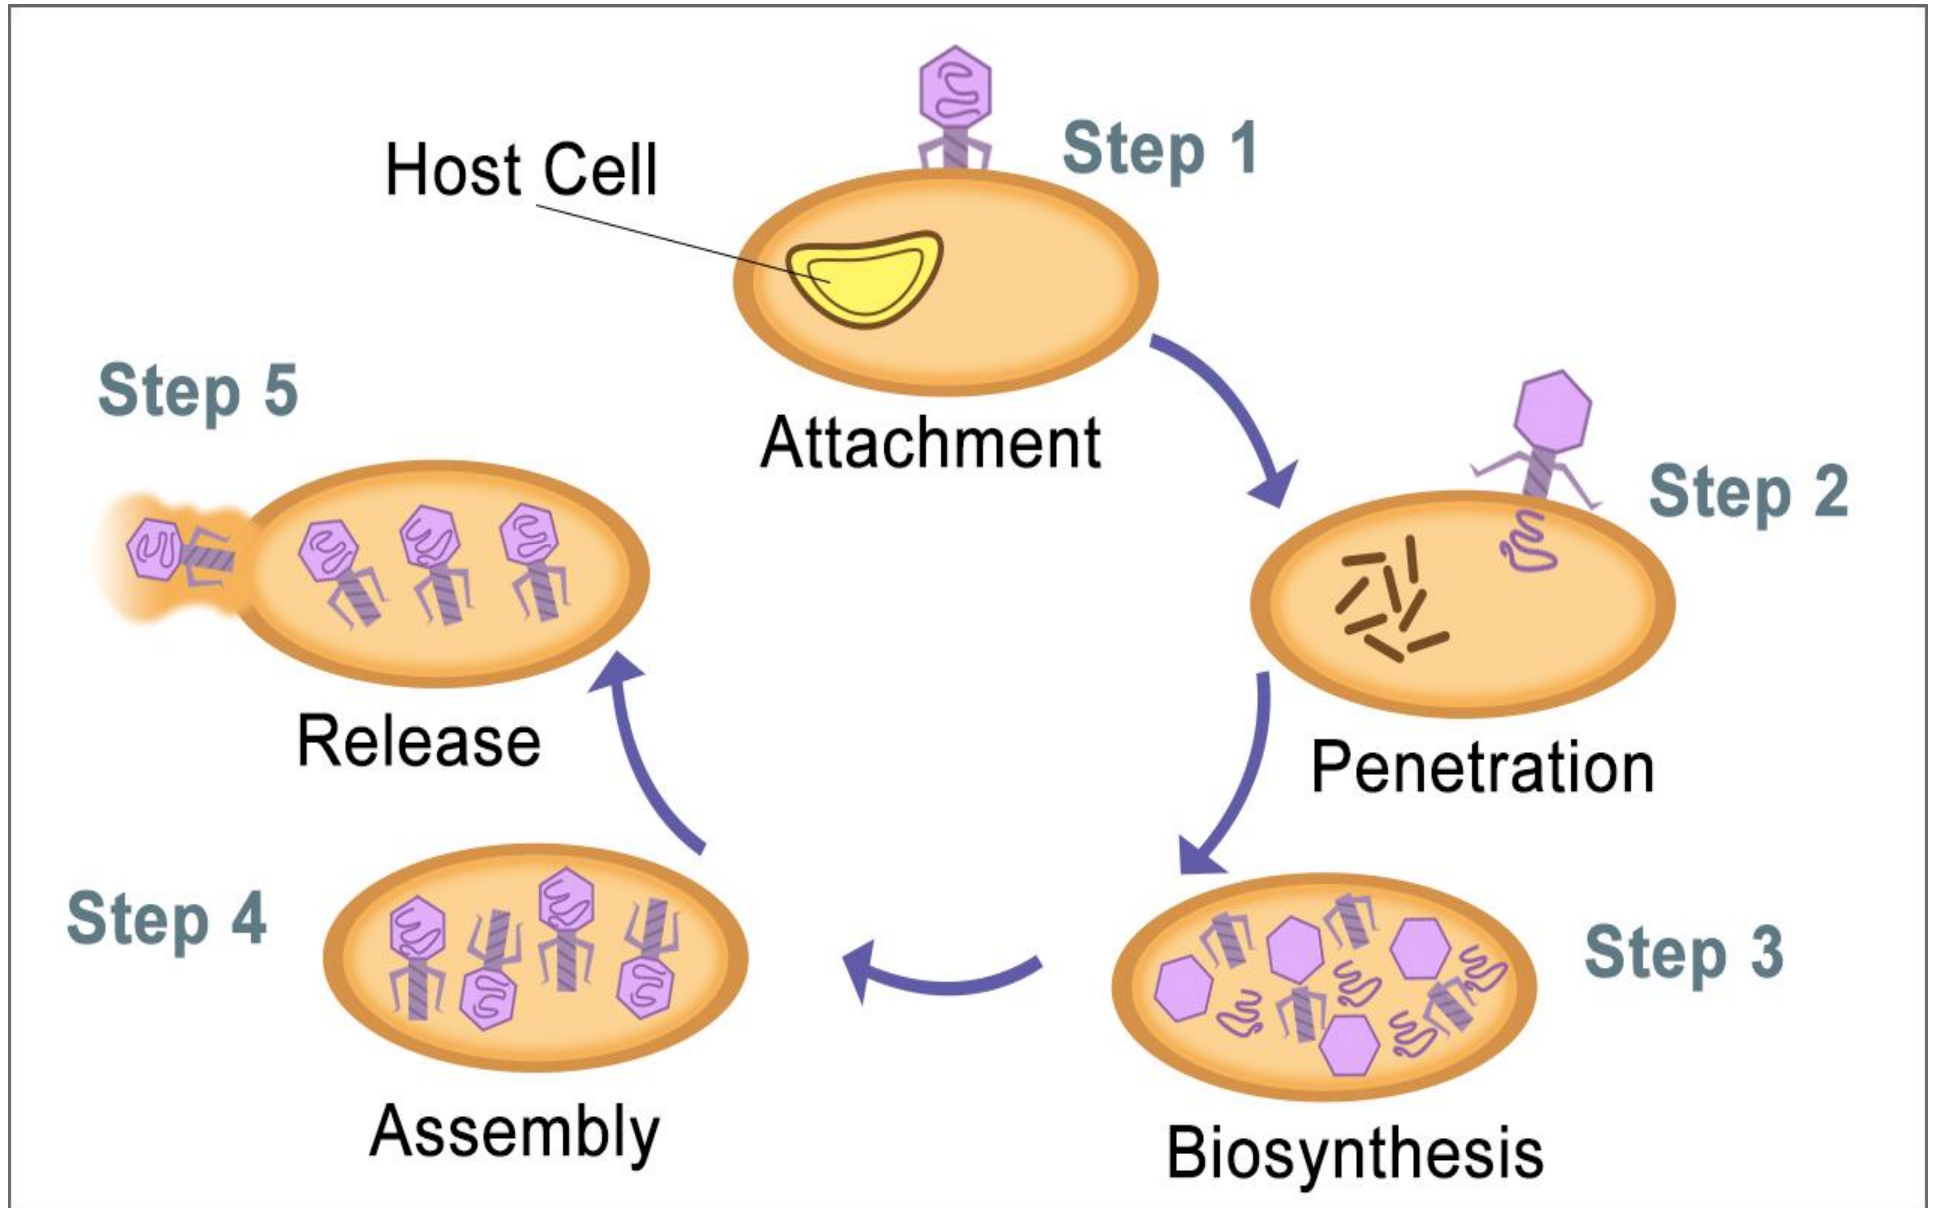 Host Cell
Step 1
Attachment
Step 2
Penetration
Step 3
Biosynthesis
Step 4
Assembly
Step 5
Release